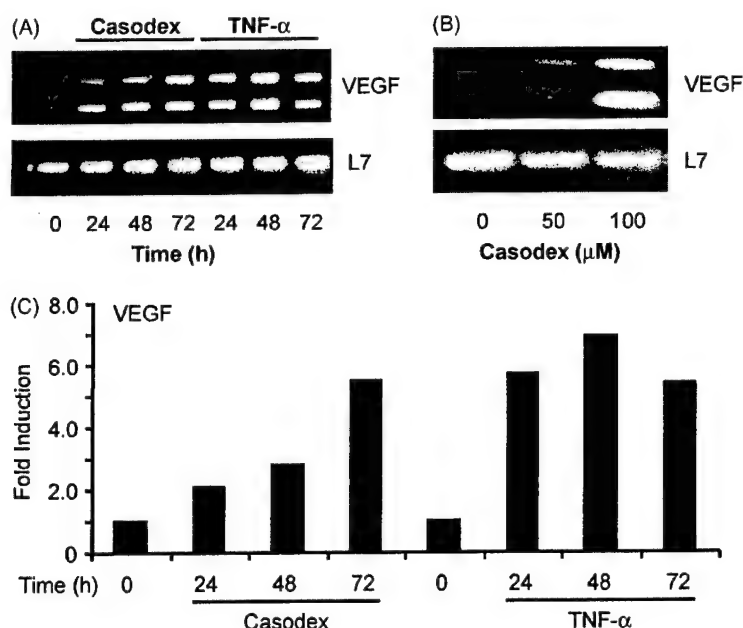 (A) Casodex TNF-α
VEGF
L7
0 24 48 72 24 48 72
Time (h)
(B)
VEGF
L7
0 50 100
Casodex (μM)
(C) 8.0 VEGF
6.0
4.0
2.0
0
Fold Induction
Time (h) 0 24 48 72 0 24 48 72
Casodex TNF-α